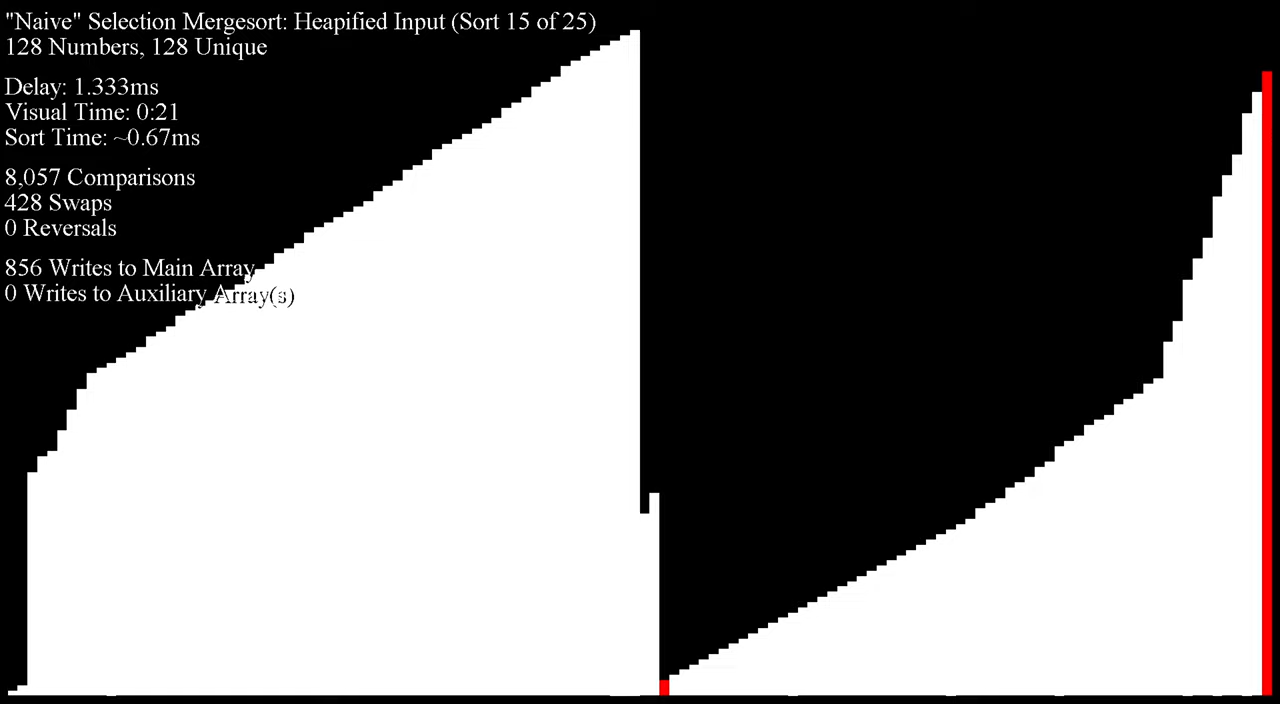 "Naive" Selection Mergesort: Heapified Input (Sort 15 of 25)
128 Numbers, 128 Unique
Delay: 1.333ms
Visual Time: 0:21
Sort Time: ~0.67ms
8,057 Comparisons
428 Swaps
0 Reversals
856 Writes to Main Array
0 Writes to Auxiliary Array(s)